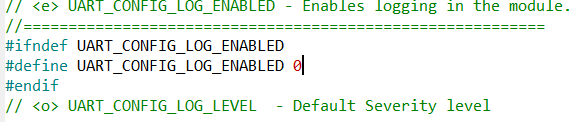 // <e> UART_CONFIG_LOG_ENABLED - Enables logging in the module.
//==========================================================
#ifndef UART_CONFIG_LOG_ENABLED
#define UART_CONFIG_LOG_ENABLED 0
#endif
// <o> UART_CONFIG_LOG_LEVEL  - Default Severity level